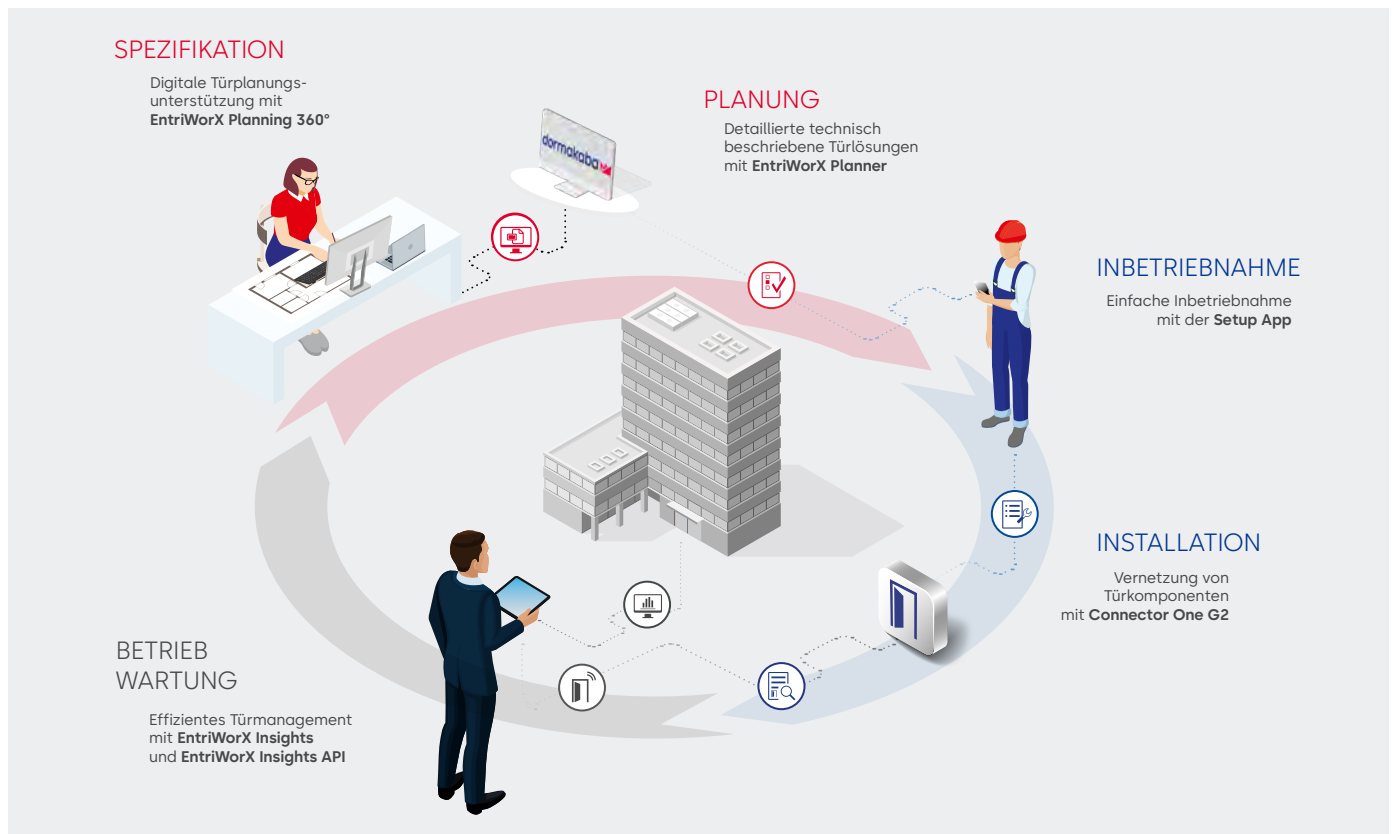 SPEZIFIKATION
Digitale Türplanungs-
unterstützung mit
EntriWorX Planning 360°
dormakaba
PLANUNG
Detaillierte technisch
beschriebene Türlösungen
mit EntriWorX Planner
INBETRIEBNAHME
Einfache Inbetriebnahme
mit der Setup App
INSTALLATION
Vernetzung von
Türkomponenten
mit Connector One G2
BETRIEB
WARTUNG
Effizientes Türmanagement
mit EntriWorX Insights
und EntriWorX Insights API